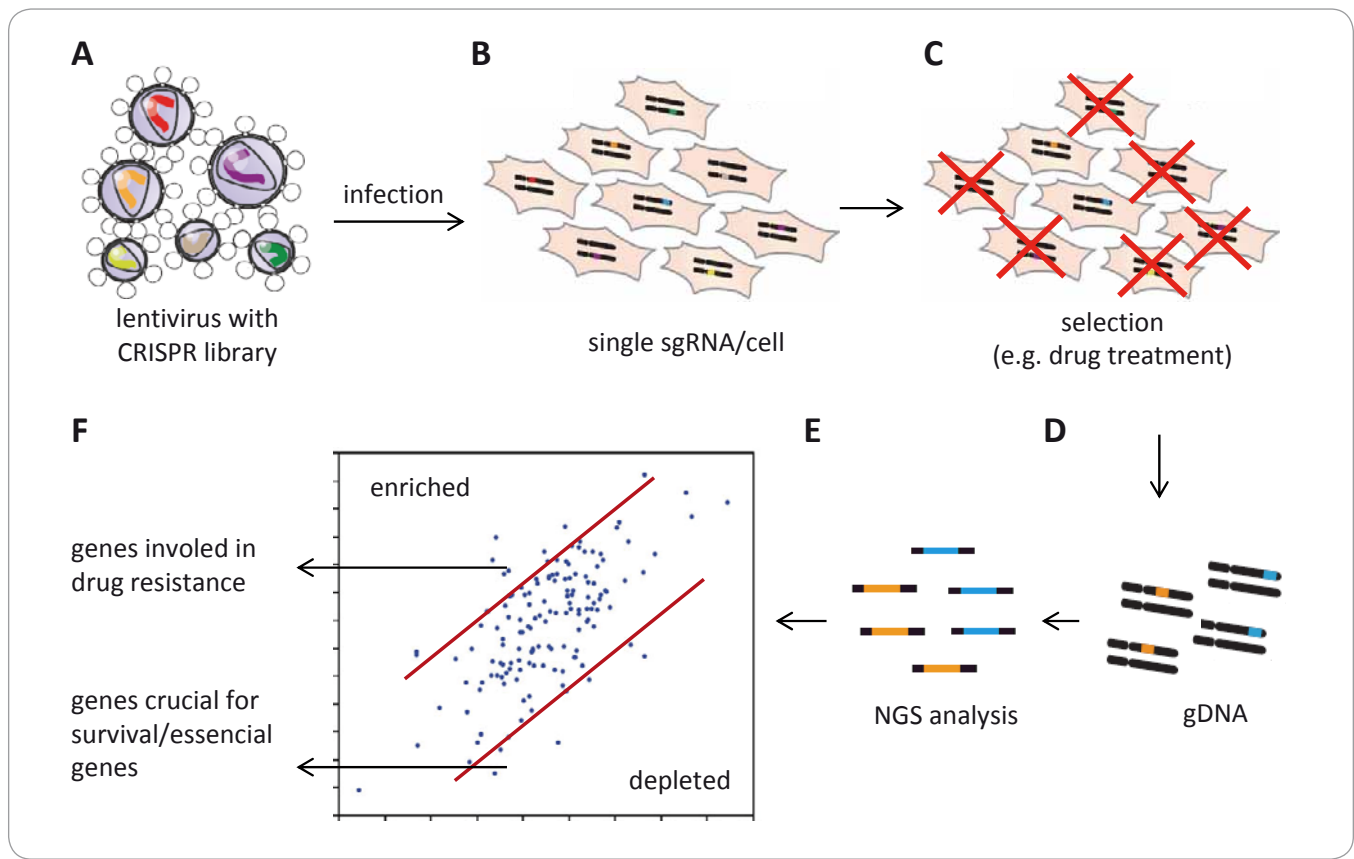 A
B
C
infection
lentivirus with
CRISPR library
single sgRNA/cell
selection
(e.g. drug treatment)
F
E
D
enriched
genes involed in
drug resistance
genes crucial for
survival/essencial
genes
depleted
NGS analysis
gDNA